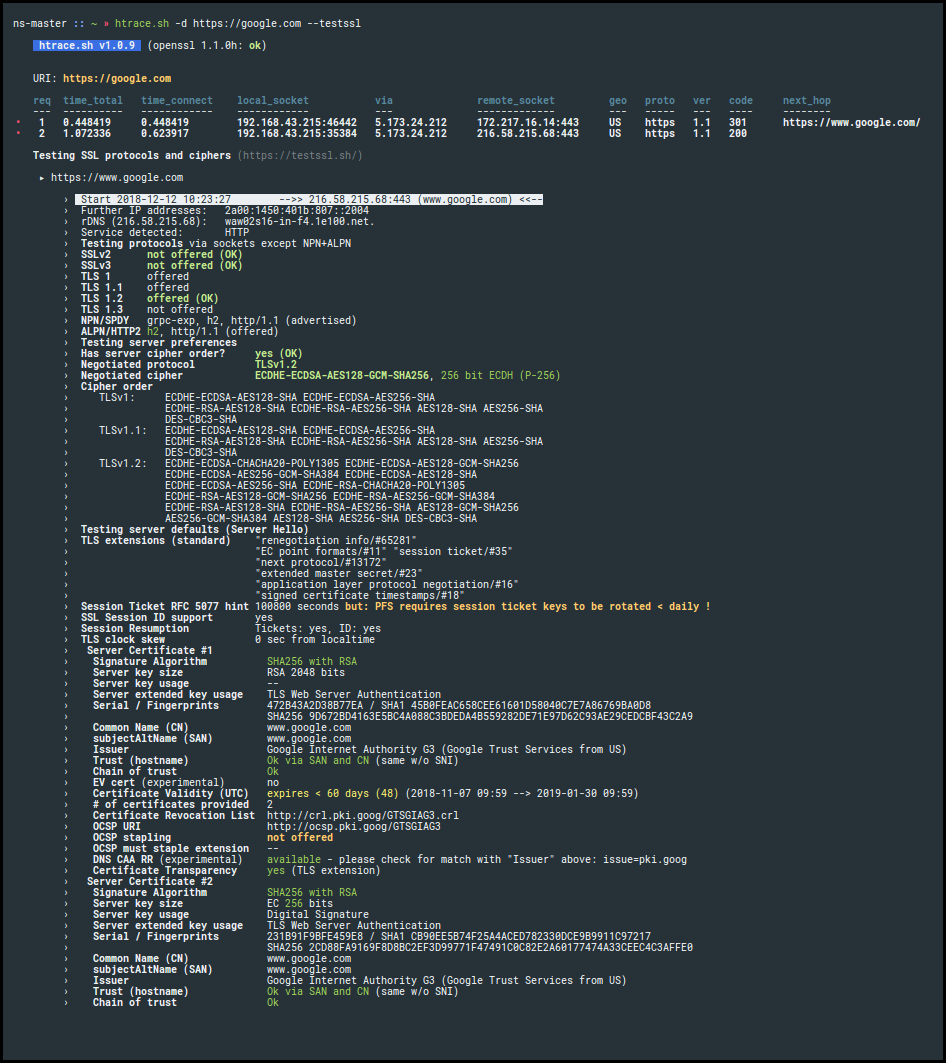 ns-master :: ~ » htrace.sh -d https://google.com --testssl
htrace.sh v1.0.9 (openssl 1.1.0h: ok)
URI: https://google.com
req time_total time_connect local_socket via remote_socket geo proto ver code next_hop
--- ---------- ------------ ------------ --- ------------- --- ----- --- ---- --------
• 1 0.448419 0.448419 192.168.43.215:46442 5.173.24.212 172.217.16.14:443 US https 1.1 301 https://www.google.com/
• 2 1.072336 0.623917 192.168.43.215:35384 5.173.24.212 216.58.215.68:443 US https 1.1 200
Testing SSL protocols and ciphers (https://testssl.sh/)
▸ https://www.google.com
› Start 2018-12-12 10:23:27 -->> 216.58.215.68:443 (www.google.com) <<--
› Further IP addresses: 2a00:1450:401b:807::2004
› rDNS (216.58.215.68): waw02s16-in-f4.1e100.net.
› Service detected: HTTP
› Testing protocols via sockets except NPN+ALPN
› SSLv2 not offered (OK)
› SSLv3 not offered (OK)
› TLS 1 offered
› TLS 1.1 offered
› TLS 1.2 offered (OK)
› TLS 1.3 not offered
› NPN/SPDY grpc-exp, h2, http/1.1 (advertised)
› ALPN/HTTP2 h2, http/1.1 (offered)
› Testing server preferences
› Has server cipher order? yes (OK)
› Negotiated protocol TLSv1.2
› Negotiated cipher ECDHE-ECDSA-AES128-GCM-SHA256, 256 bit ECDH (P-256)
› Cipher order
› TLSv1: ECDHE-ECDSA-AES128-SHA ECDHE-ECDSA-AES256-SHA
› ECDHE-RSA-AES128-SHA ECDHE-RSA-AES256-SHA AES128-SHA AES256-SHA
› DES-CBC3-SHA
› TLSv1.1: ECDHE-ECDSA-AES128-SHA ECDHE-ECDSA-AES256-SHA
› ECDHE-RSA-AES128-SHA ECDHE-RSA-AES256-SHA AES128-SHA AES256-SHA
› DES-CBC3-SHA
› TLSv1.2: ECDHE-ECDSA-CHACHA20-POLY1305 ECDHE-ECDSA-AES128-GCM-SHA256
› ECDHE-ECDSA-AES256-GCM-SHA384 ECDHE-ECDSA-AES128-SHA
› ECDHE-ECDSA-AES256-SHA ECDHE-RSA-CHACHA20-POLY1305
› ECDHE-RSA-AES128-GCM-SHA256 ECDHE-RSA-AES256-GCM-SHA384
› ECDHE-RSA-AES128-SHA ECDHE-RSA-AES256-SHA AES128-GCM-SHA256
› AES256-GCM-SHA384 AES128-SHA AES256-SHA DES-CBC3-SHA
› Testing server defaults (Server Hello)
› TLS extensions (standard) "renegotiation info/#65281"
› "EC point formats/#11" "session ticket/#35"
› "next protocol/#13172"
› "extended master secret/#23"
› "application layer protocol negotiation/#16"
› "signed certificate timestamps/#18"
› Session Ticket RFC 5077 hint 100800 seconds but: PFS requires session ticket keys to be rotated < daily !
› SSL Session ID support yes
› Session Resumption Tickets: yes, ID: yes
› TLS clock skew 0 sec from localtime
› Server Certificate #1
› Signature Algorithm SHA256 with RSA
› Server key size RSA 2048 bits
› Server key usage --
› Server extended key usage TLS Web Server Authentication
› Serial / Fingerprints 472B43A2D38B77EA / SHA1 45B0FEAC658CEE61601D58040C7E7A86769BA0D8
› SHA256 9D672BD4163E5BC4A088C3BDEDA4B559282DE71E97D62C93AE29CEDCBF43C2A9
› Common Name (CN) www.google.com
› subjectAltName (SAN) www.google.com
› Issuer Google Internet Authority G3 (Google Trust Services from US)
› Trust (hostname) Ok via SAN and CN (same w/o SNI)
› Chain of trust Ok
› EV cert (experimental) no
› Certificate Validity (UTC) expires < 60 days (48) (2018-11-07 09:59 --> 2019-01-30 09:59)
› # of certificates provided 2
› Certificate Revocation List http://crl.pki.goog/GTSGIAG3.crl
› OCSP URI http://ocsp.pki.goog/GTSGIAG3
› OCSP stapling not offered
› OCSP must staple extension --
› DNS CAA RR (experimental) available - please check for match with "Issuer" above: issue=pki.goog
› Certificate Transparency yes (TLS extension)
› Server Certificate #2
› Signature Algorithm SHA256 with RSA
› Server key size EC 256 bits
› Server key usage Digital Signature
› Server extended key usage TLS Web Server Authentication
› Serial / Fingerprints 231B91F9BFE459E8 / SHA1 CB90EE5B74F25A4ACED782330DCE9B9911C97217
› SHA256 2CD88FA9169F8D8BC2EF3D99771F47491C0C82E2A60177474A33CEEC4C3AFFE0
› Common Name (CN) www.google.com
› subjectAltName (SAN) www.google.com
› Issuer Google Internet Authority G3 (Google Trust Services from US)
› Trust (hostname) Ok via SAN and CN (same w/o SNI)
› Chain of trust Ok